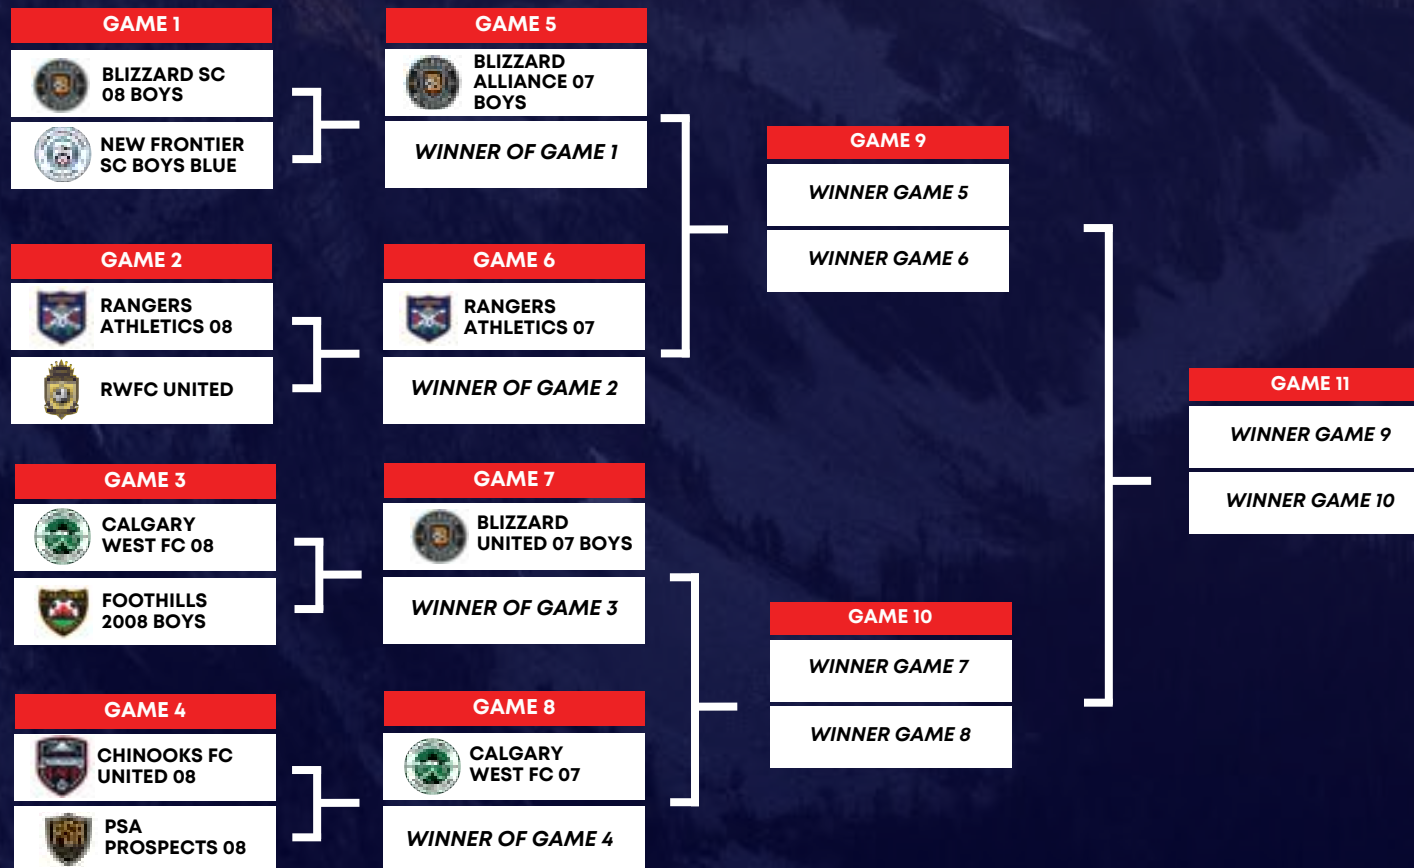 GAME 1
BLIZZARD SC
08 BOYS
NEW FRONTIER
SC BOYS BLUE
GAME 2
RANGERS
ATHLETICS 08
RWFC UNITED
GAME 3
CALGARY
WEST FC 08
FOOTHILLS
2008 BOYS
GAME 4
CHINOOKS FC
UNITED 08
PSA
PROSPECTS 08
GAME 5
BLIZZARD
ALLIANCE 07
BOYS
WINNER OF GAME 1
GAME 6
RANGERS
ATHLETICS 07
WINNER OF GAME 2
GAME 7
BLIZZARD
UNITED 07 BOYS
WINNER OF GAME 3
GAME 8
CALGARY
WEST FC 07
WINNER OF GAME 4
GAME 9
WINNER GAME 5
WINNER GAME 6
GAME 10
WINNER GAME 7
WINNER GAME 8
GAME 11
WINNER GAME 9
WINNER GAME 10